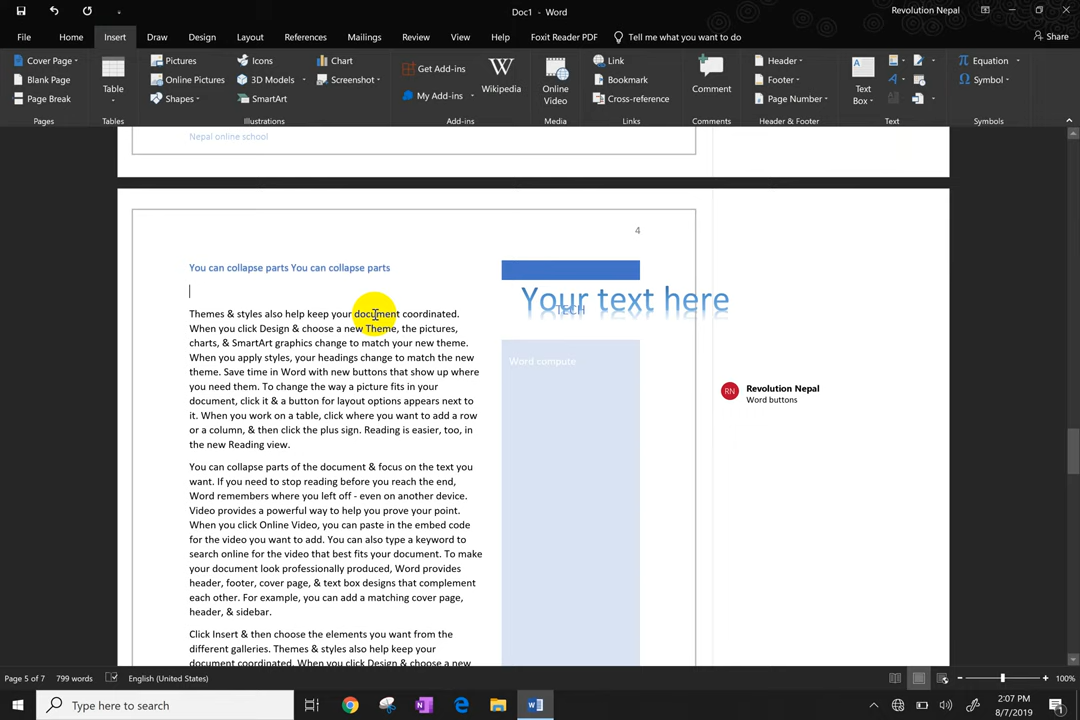 Doc1 - Word
Revolution Nepal
File Home Insert Draw Design Layout References Mailings Review View Help Foxit Reader PDF Tell me what you want to do Share
Cover Page
Blank Page
Page Break
Pages
Table
Tables
Pictures
Online Pictures
Shapes
Icons
3D Models
SmartArt
Chart
Screenshot
Illustrations
Get Add-ins
My Add-ins
Wikipedia
Add-ins
Online
Video
Media
Link
Bookmark
Cross-reference
Links
Comment
Comments
Header
Footer
Page Number
Header & Footer
Text
Box
Text
Equation
Symbol
Symbols
Nepal online school
4
You can collapse parts You can collapse parts
Themes & styles also help keep your document coordinated.
When you click Design & choose a new Theme, the pictures,
charts, & SmartArt graphics change to match your new theme.
When you apply styles, your headings change to match the new
theme. Save time in Word with new buttons that show up where
you need them. To change the way a picture fits in your
document, click it & a button for layout options appears next to
it. When you work on a table, click where you want to add a row
or a column, & then click the plus sign. Reading is easier, too, in
the new Reading view.
You can collapse parts of the document & focus on the text you
want. If you need to stop reading before you reach the end,
Word remembers where you left off - even on another device.
Video provides a powerful way to help you prove your point.
When you click Online Video, you can paste in the embed code
for the video you want to add. You can also type a keyword to
search online for the video that best fits your document. To make
your document look professionally produced, Word provides
header, footer, cover page, & text box designs that complement
each other. For example, you can add a matching cover page,
header, & sidebar.
Click Insert & then choose the elements you want from the
different galleries. Themes & styles also help keep your
document coordinated. When you click Design & choose a new
Your text here
TECH
Word compute
RN
Revolution Nepal
Word buttons
Page 5 of 7 799 words English (United States) 100%
Type here to search
2:07 PM
8/7/2019